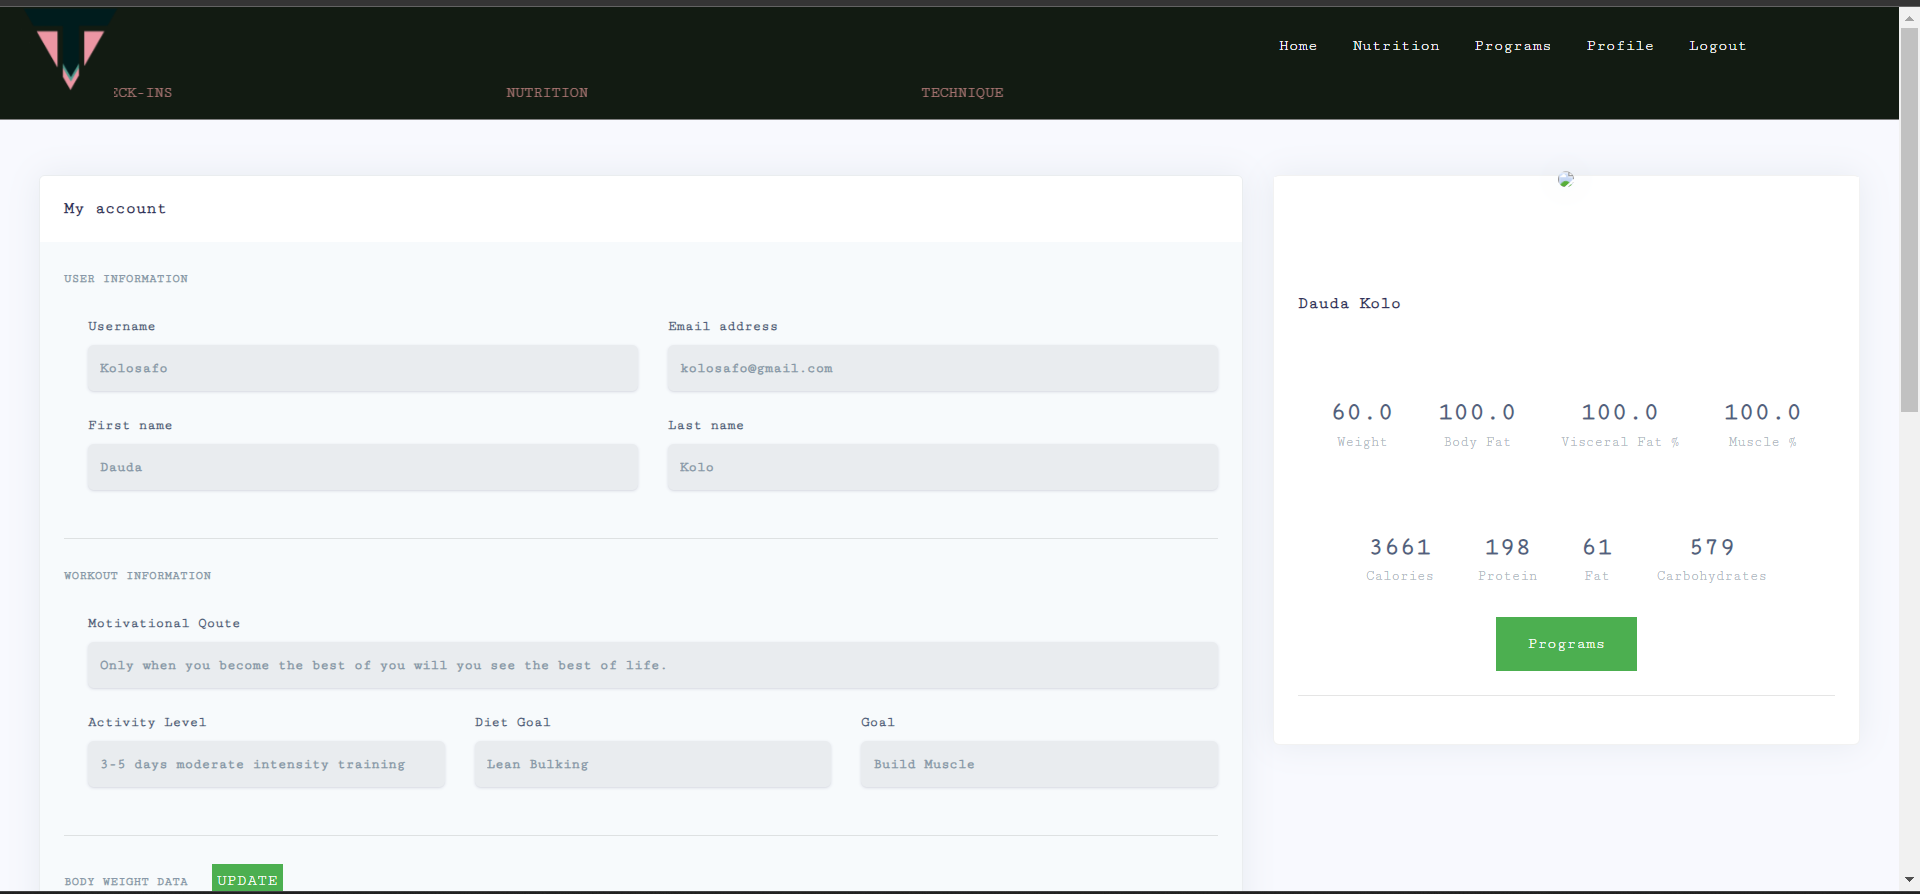 Home Nutrition Programs Profile Logout
ECK-INS NUTRITION TECHNIQUE
My account
USER INFORMATION
Username Email address
Kolosafo kolosafo@gmail.com
First name Last name
Dauda Kolo
WORKOUT INFORMATION
Motivational Qoute
Only when you become the best of you will you see the best of life.
Activity Level Diet Goal Goal
3-5 days moderate intensity training Lean Bulking Build Muscle
BODY WEIGHT DATA UPDATE
Dauda Kolo
60.0 100.0 100.0 100.0
Weight Body Fat Visceral Fat % Muscle %
3661 198 61 579
Calories Protein Fat Carbohydrates
Programs